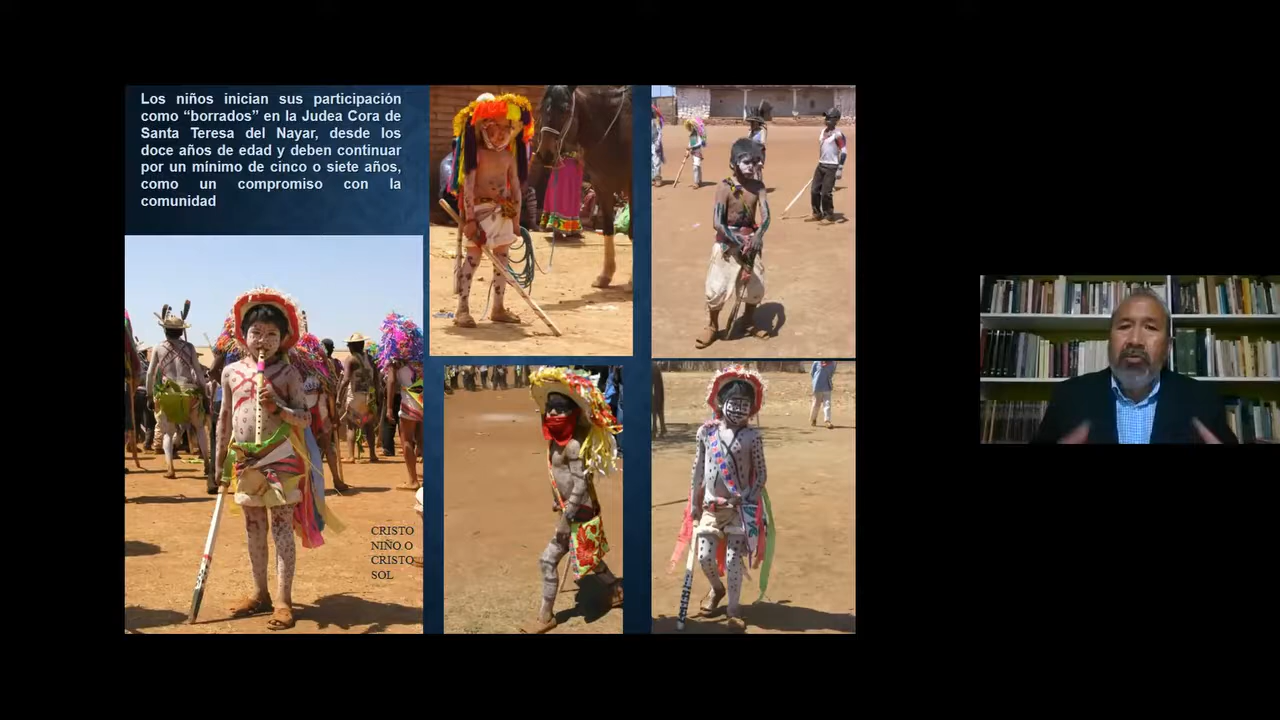 Los niños inician sus participación
como “borrados” en la Judea Cora de
Santa Teresa del Nayar, desde los
doce años de edad y deben continuar
por un mínimo de cinco o siete años,
como un compromiso con la
comunidad
CRISTO
NIÑO O
CRISTO
SOL